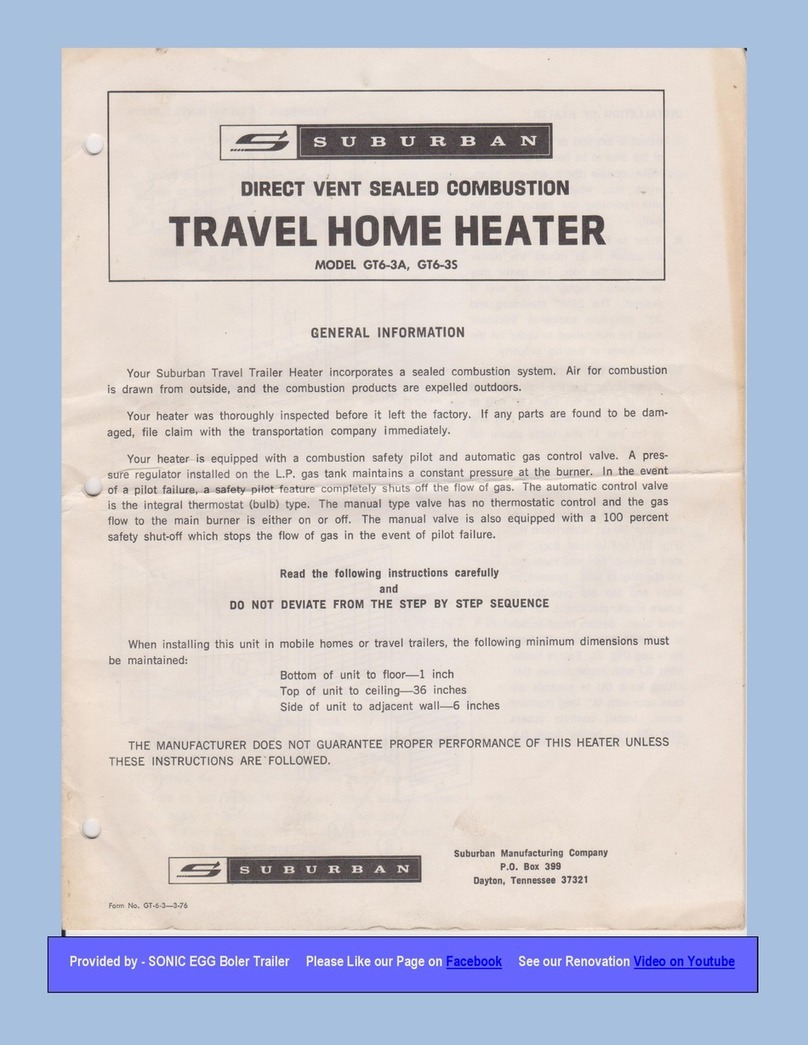 SUBURBAN
DIRECT VENT SEALED COMBUSTION
TRAVEL HOME HEATER
MODEL GT6-3A, GT6-3S
GENERAL INFORMATION
Your Suburban Travel Trailer Heater incorporates a sealed combustion system. Air for combustion
is drawn from outside, and the combustion products are expelled outdoors.
Your heater was thoroughly inspected before it left the factory. If any parts are found to be dam-
aged, file claim with the transportation company immediately.
Your heater is equipped with a combustion safety pilot and automatic gas control valve. A pres-
sure regulator installed on the L.P. gas tank maintains a constant pressure at the burner. In the event
of a pilot failure, a safety pilot feature completely shuts off the flow of gas. The automatic control valve
is the integral thermostat (bulb) type. The manual type valve has no thermostatic control and the gas
flow to the main burner is either on or off. The manual valve is also equipped with a 100 percent
safety shut-off which stops the flow of gas in the event of pilot failure.
Read the following instructions carefully
and
DO NOT DEVIATE FROM THE STEP BY STEP SEQUENCE
When installing this unit in mobile homes or travel trailers, the following minimum dimensions must
be maintained:
Bottom of unit to floor—1 inch
Top of unit to ceiling—36 inches
Side of unit to adjacent wall—6 inches
THE MANUFACTURER DOES NOT GUARANTEE PROPER PERFORMANCE OF THIS HEATER UNLESS
THESE INSTRUCTIONS ARE FOLLOWED.
SUBURBAN
Suburban Manufacturing Company
P.O. Box 399
Dayton, Tennessee 37321
Form No. GT-6-3—3-76
Provided by - SONIC EGG Boler Trailer Please Like our Page on Facebook See our Renovation Video on Youtube